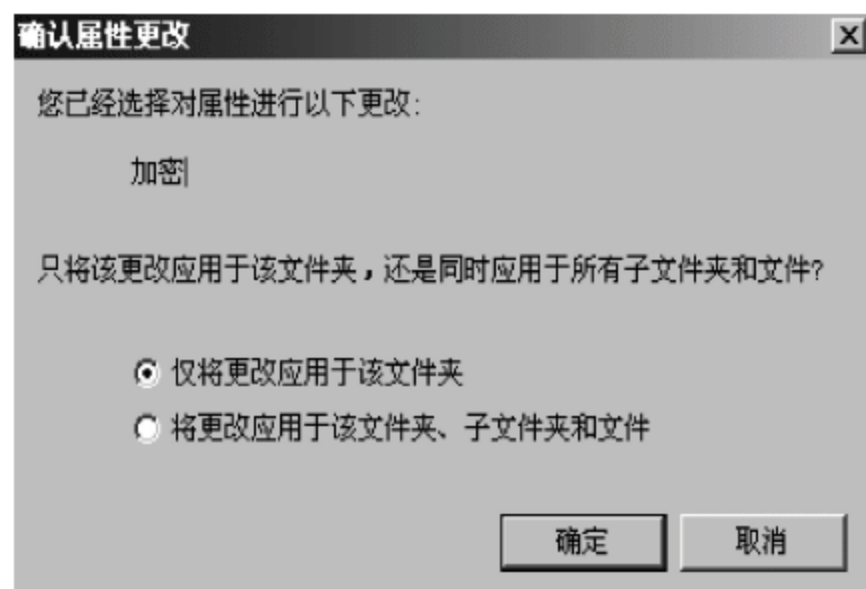 确认属性更改
您已经选择对属性进行以下更改:
加密
只将该更改应用于该文件夹，还是同时应用于所有子文件夹和文件?
仅将更改应用于该文件夹
将更改应用于该文件夹、子文件夹和文件
确定 取消